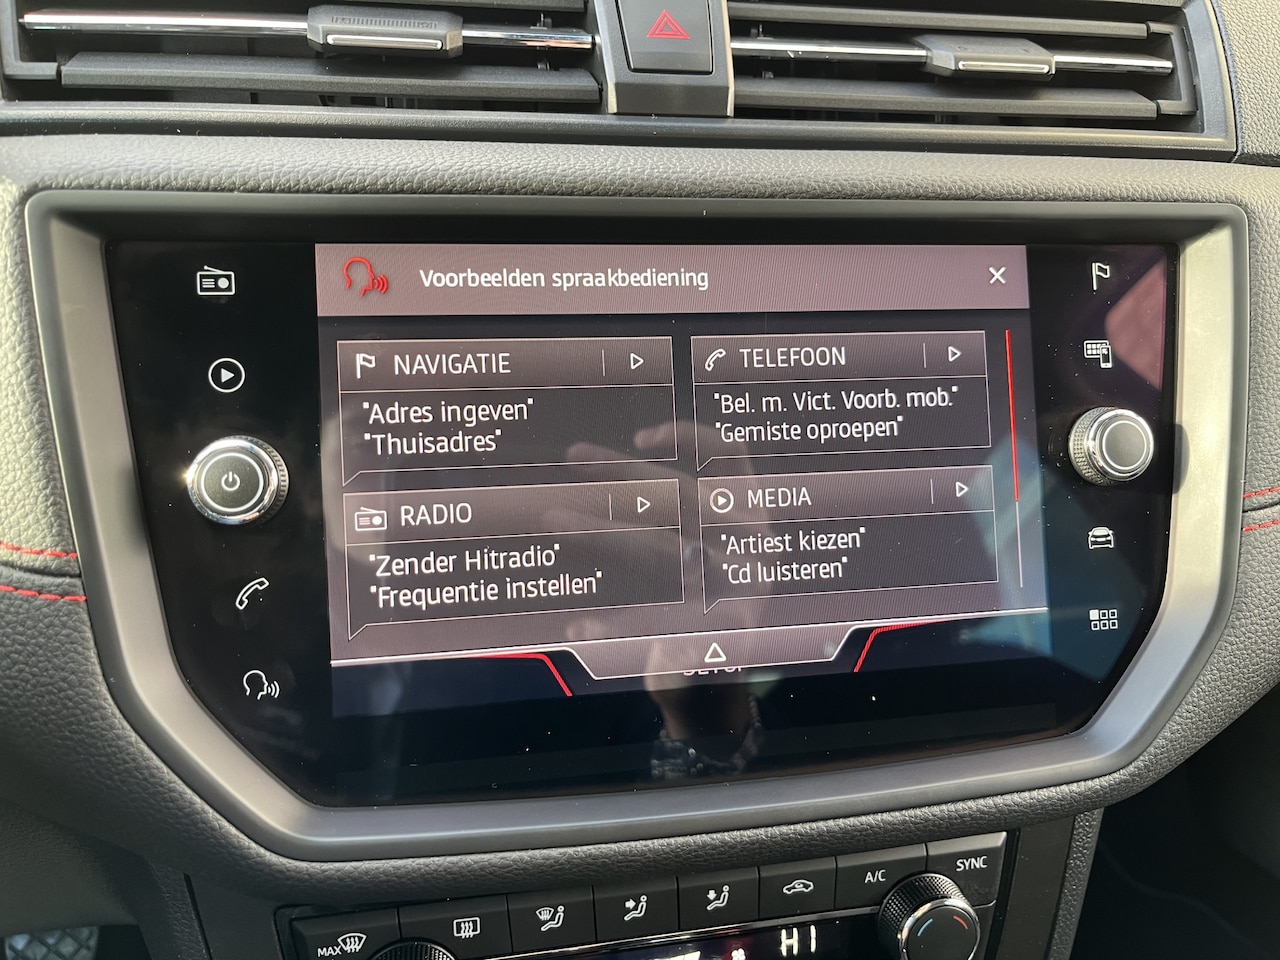 Voorbeelden spraakbediening
NAVIGATIE
"Adres ingeven"
"Thuisadres"
TELEFOON
"Bel. m. Vict. Voorb. mob."
"Gemiste oproepen"
RADIO
"Zender Hitradio"
"Frequentie instellen"
MEDIA
"Artiest kiezen"
"Cd luisteren"
SETUP
MAX
A/C
SYNC
HI